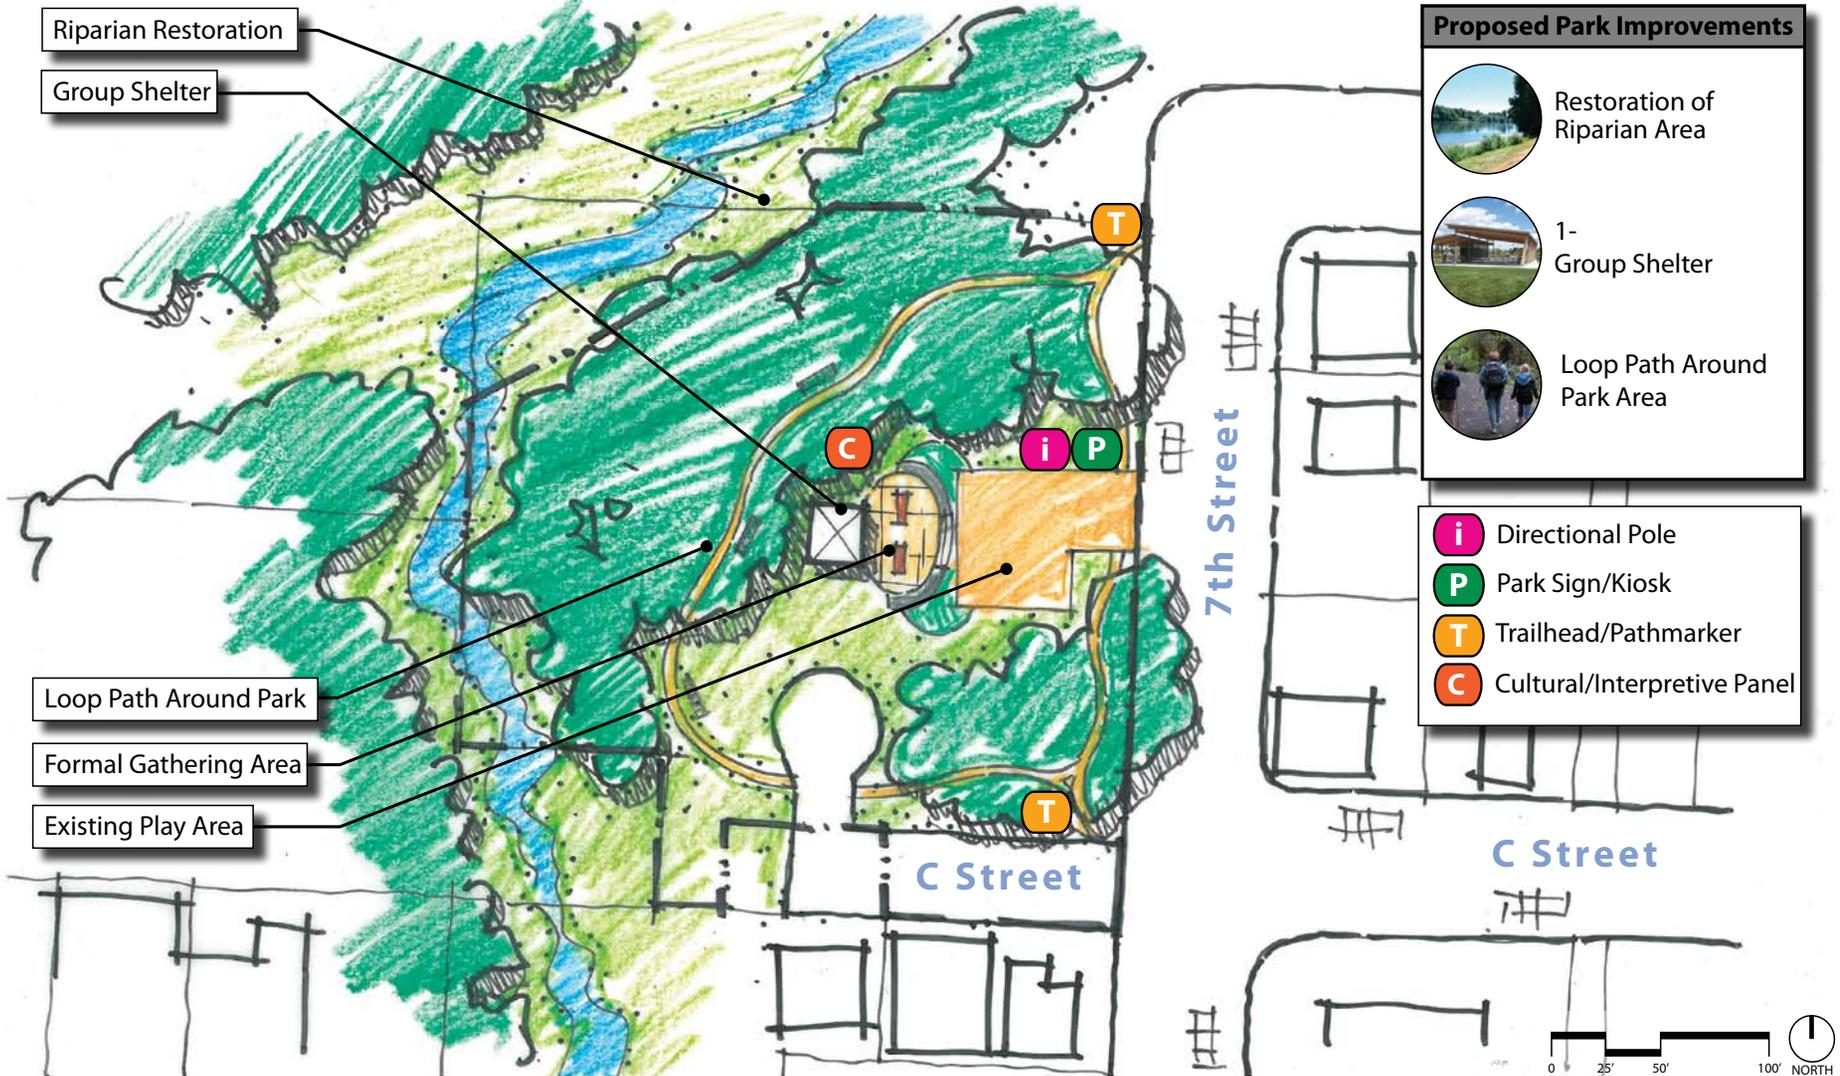 Riparian Restoration
Group Shelter
Proposed Park Improvements
Restoration of
Riparian Area
1-
Group Shelter
Loop Path Around
Park Area
T
C
i
P
7th Street
i Directional Pole
P Park Sign/Kiosk
T Trailhead/Pathmarker
C Cultural/Interpretive Panel
Loop Path Around Park
Formal Gathering Area
Existing Play Area
T
C Street
C Street
0 25' 50' 100'
NORTH